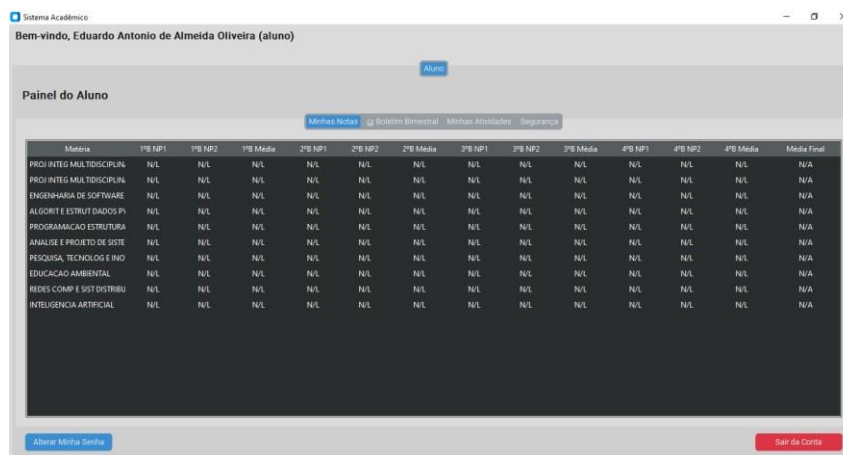 Sistema Acadêmico
Bem-vindo, Eduardo Antonio de Almeida Oliveira (aluno)
Aluno
Painel do Aluno
Minhas Notas Boletim Bimestral Minhas Atividades Segurança
Matéria 1ºB NP1 1ºB NP2 1ºB Média 2ºB NP1 2ºB NP2 2ºB Média 3ºB NP1 3ºB NP2 3ºB Média 4ºB NP1 4ºB NP2 4ºB Média Média Final
PROJ INTEG MULTIDISCIPLIN N/L N/L N/L N/L N/L N/L N/L N/L N/L N/L N/L N/L N/A
PROJ INTEG MULTIDISCIPLIN N/L N/L N/L N/L N/L N/L N/L N/L N/L N/L N/L N/L N/A
ENGENHARIA DE SOFTWARE N/L N/L N/L N/L N/L N/L N/L N/L N/L N/L N/L N/L N/A
ALGORIT E ESTRUT DADOS N/L N/L N/L N/L N/L N/L N/L N/L N/L N/L N/L N/L N/A
PROGRAMACAO ESTRUTURA N/L N/L N/L N/L N/L N/L N/L N/L N/L N/L N/L N/L N/A
ANALISE E PROJETO DE SISTE N/L N/L N/L N/L N/L N/L N/L N/L N/L N/L N/L N/L N/A
PESQUISA, TECNOLOG E INO N/L N/L N/L N/L N/L N/L N/L N/L N/L N/L N/L N/L N/A
EDUCACAO AMBIENTAL N/L N/L N/L N/L N/L N/L N/L N/L N/L N/L N/L N/L N/A
REDES COMP E SIST DISTRIBU N/L N/L N/L N/L N/L N/L N/L N/L N/L N/L N/L N/L N/A
INTELIGENCIA ARTIFICIAL N/L N/L N/L N/L N/L N/L N/L N/L N/L N/L N/L N/L N/A
Alterar Minha Senha Sair da Conta